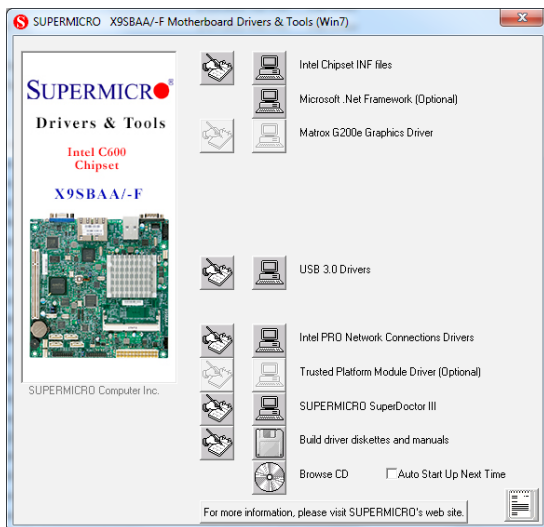 SUPERMICRO X9SBAA/-F Motherboard Drivers & Tools (Win7)
SUPERMICRO
Drivers & Tools
Intel C600
Chipset
X9SBAA/-F
SUPERMICRO Computer Inc.
Intel Chipset INF files
Microsoft .Net Framework (Optional)
Matrox G200e Graphics Driver
USB 3.0 Drivers
Intel PRO Network Connections Drivers
Trusted Platform Module Driver (Optional)
SUPERMICRO SuperDoctor III
Build driver diskettes and manuals
Browse CD
Auto Start Up Next Time
For more information, please visit SUPERMICRO's web site.